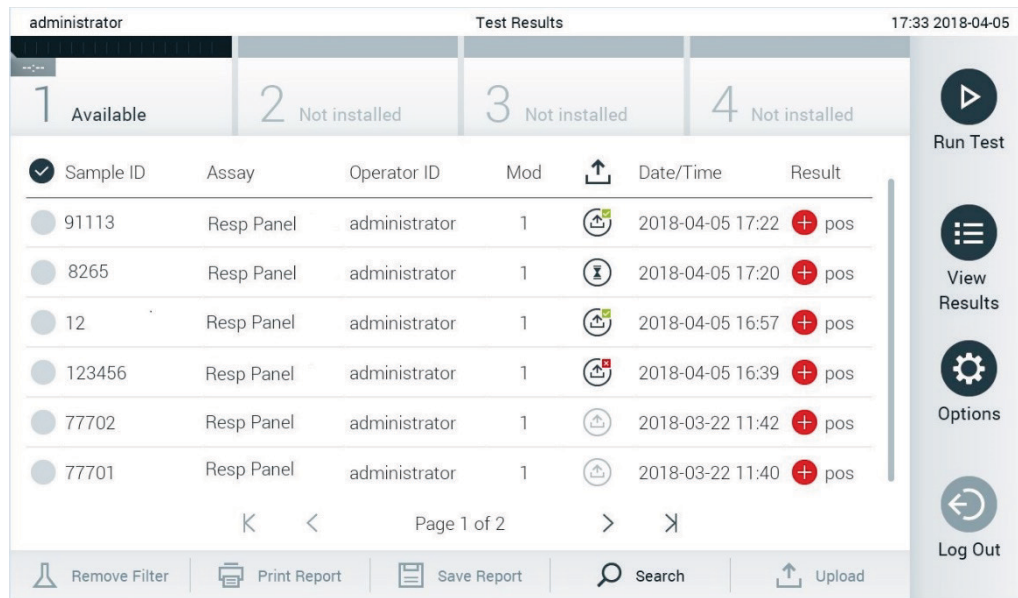 administrator Test Results 17:33 2018-04-05
--:--
1 Available 2 Not installed 3 Not installed 4 Not installed
Run Test
Sample ID Assay Operator ID Mod Date/Time Result
91113 Resp Panel administrator 1 2018-04-05 17:22 pos
8265 Resp Panel administrator 1 2018-04-05 17:20 pos
View
Results
12 Resp Panel administrator 1 2018-04-05 16:57 pos
123456 Resp Panel administrator 1 2018-04-05 16:39 pos
Options
77702 Resp Panel administrator 1 2018-03-22 11:42 pos
77701 Resp Panel administrator 1 2018-03-22 11:40 pos
Page 1 of 2
Log Out
Remove Filter Print Report Save Report Search Upload